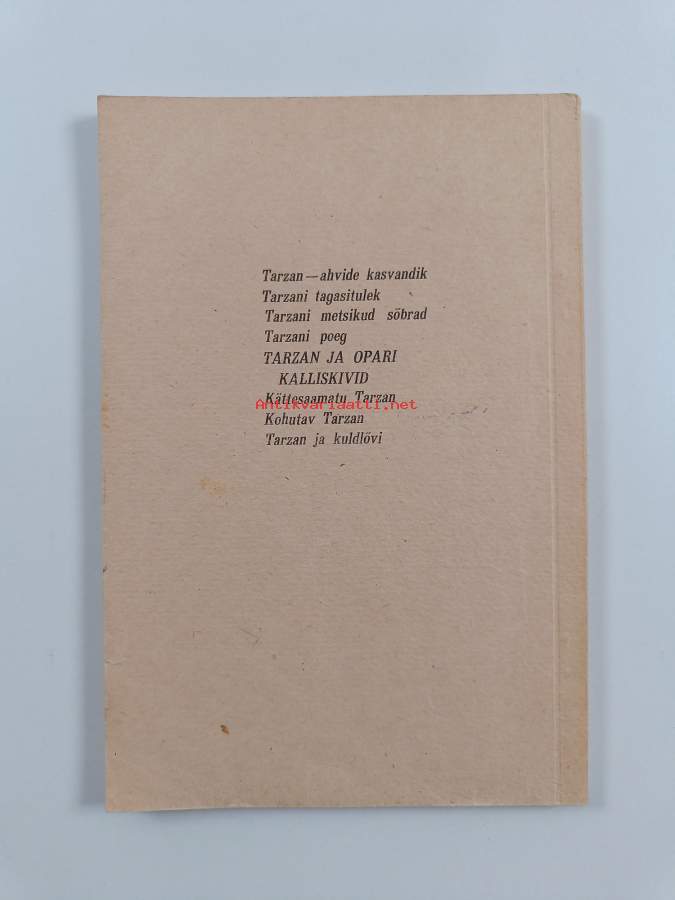 Tarzan—ahvide kasvandik
Tarzani tagasitulek
Tarzani metsikud sõbrad
Tarzani poeg
TARZAN JA OPARI
KALLISKIVID
Kättesaamatu Tarzan
Antikvariaatti.net
Kohutav Tarzan
Tarzan ja kuldlõvi